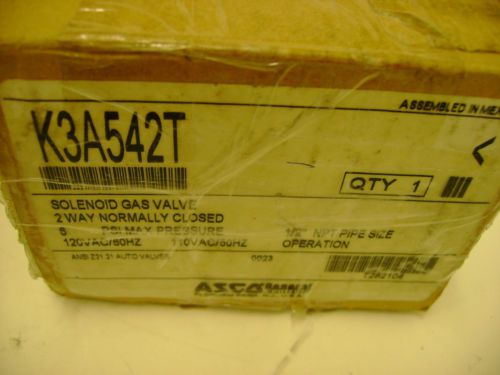 ASSEMBLED IN MEX
K3A542T
QTY 1
SOLENOID GAS VALVE
2 WAY NORMALLY CLOSED
PSI.MAX PRESSURE 1/2" NPT PIPE SIZE
120VAC/60HZ 110VAC/50HZ OPERATION
ANSI Z21.21 AUTO VALVES 0023
ASCO